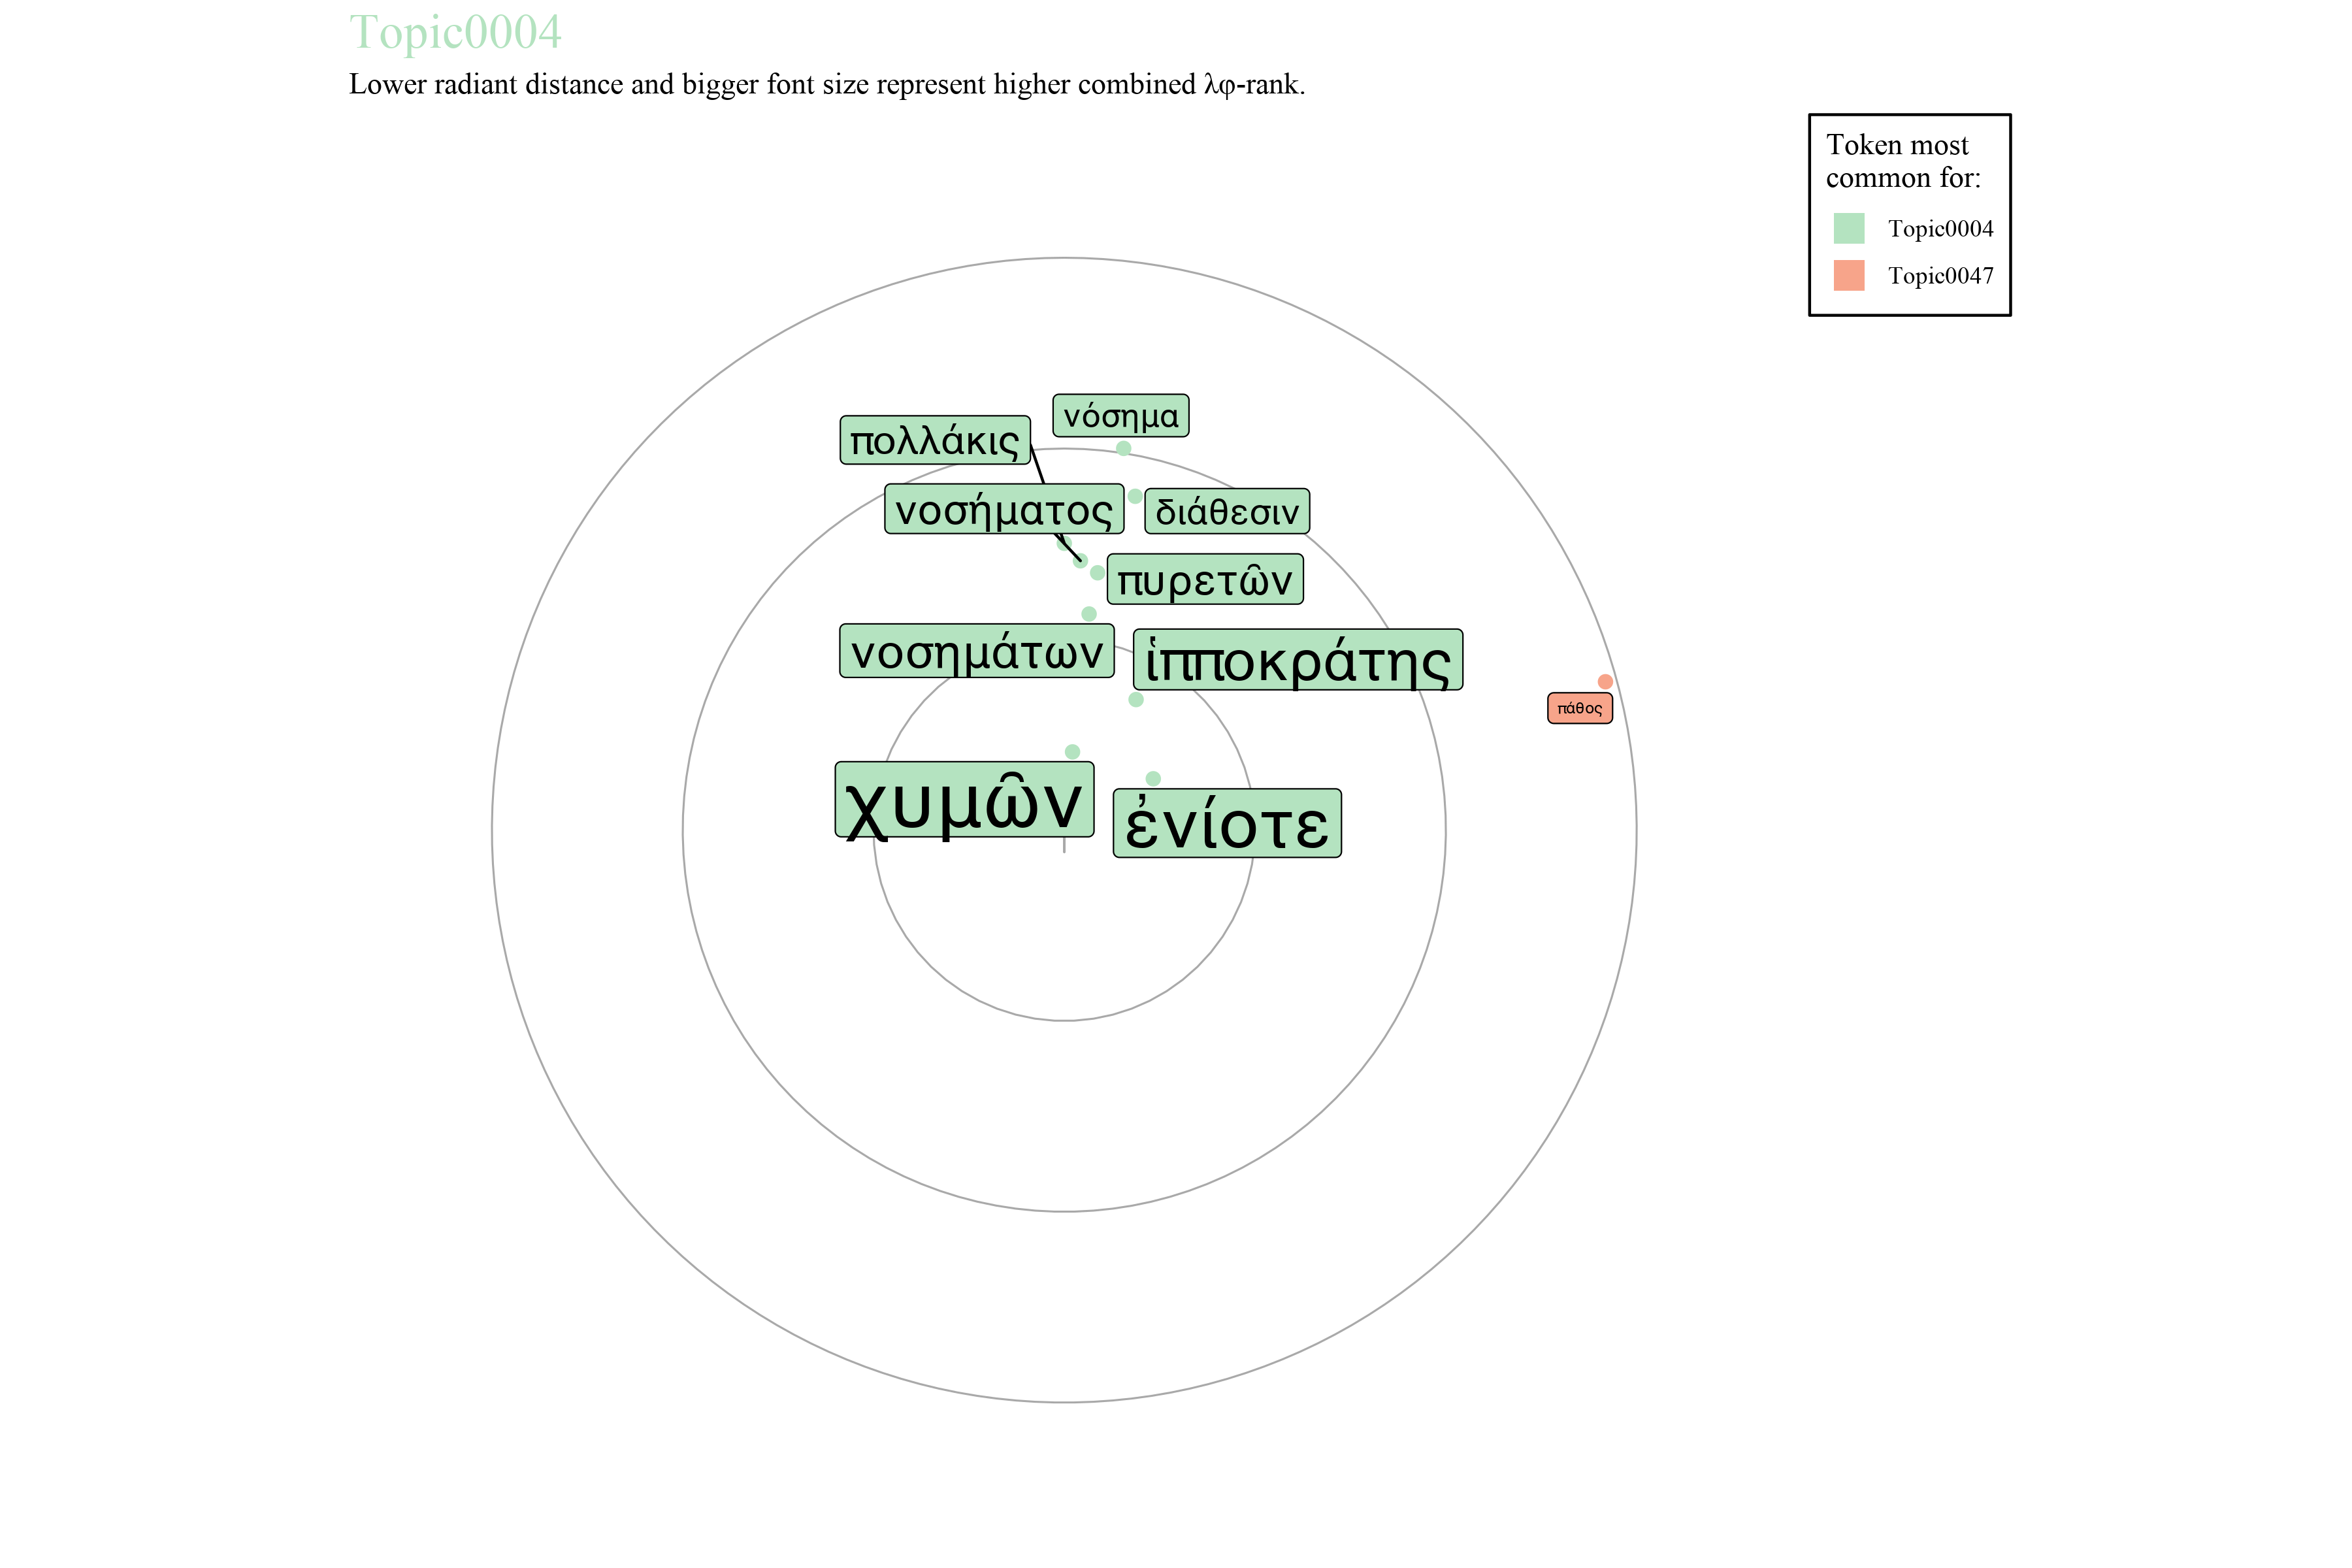 Topic0004
Lower radiant distance and bigger font size represent higher combined λφ-rank.
Token most
common for:
Topic0004
Topic0047
νόσημα
πολλάκις
νοσήματος
διάθεσιν
πυρετῶν
νοσημάτων
ἱπποκράτης
πάθος
χυμῶν
ἐνίοτε